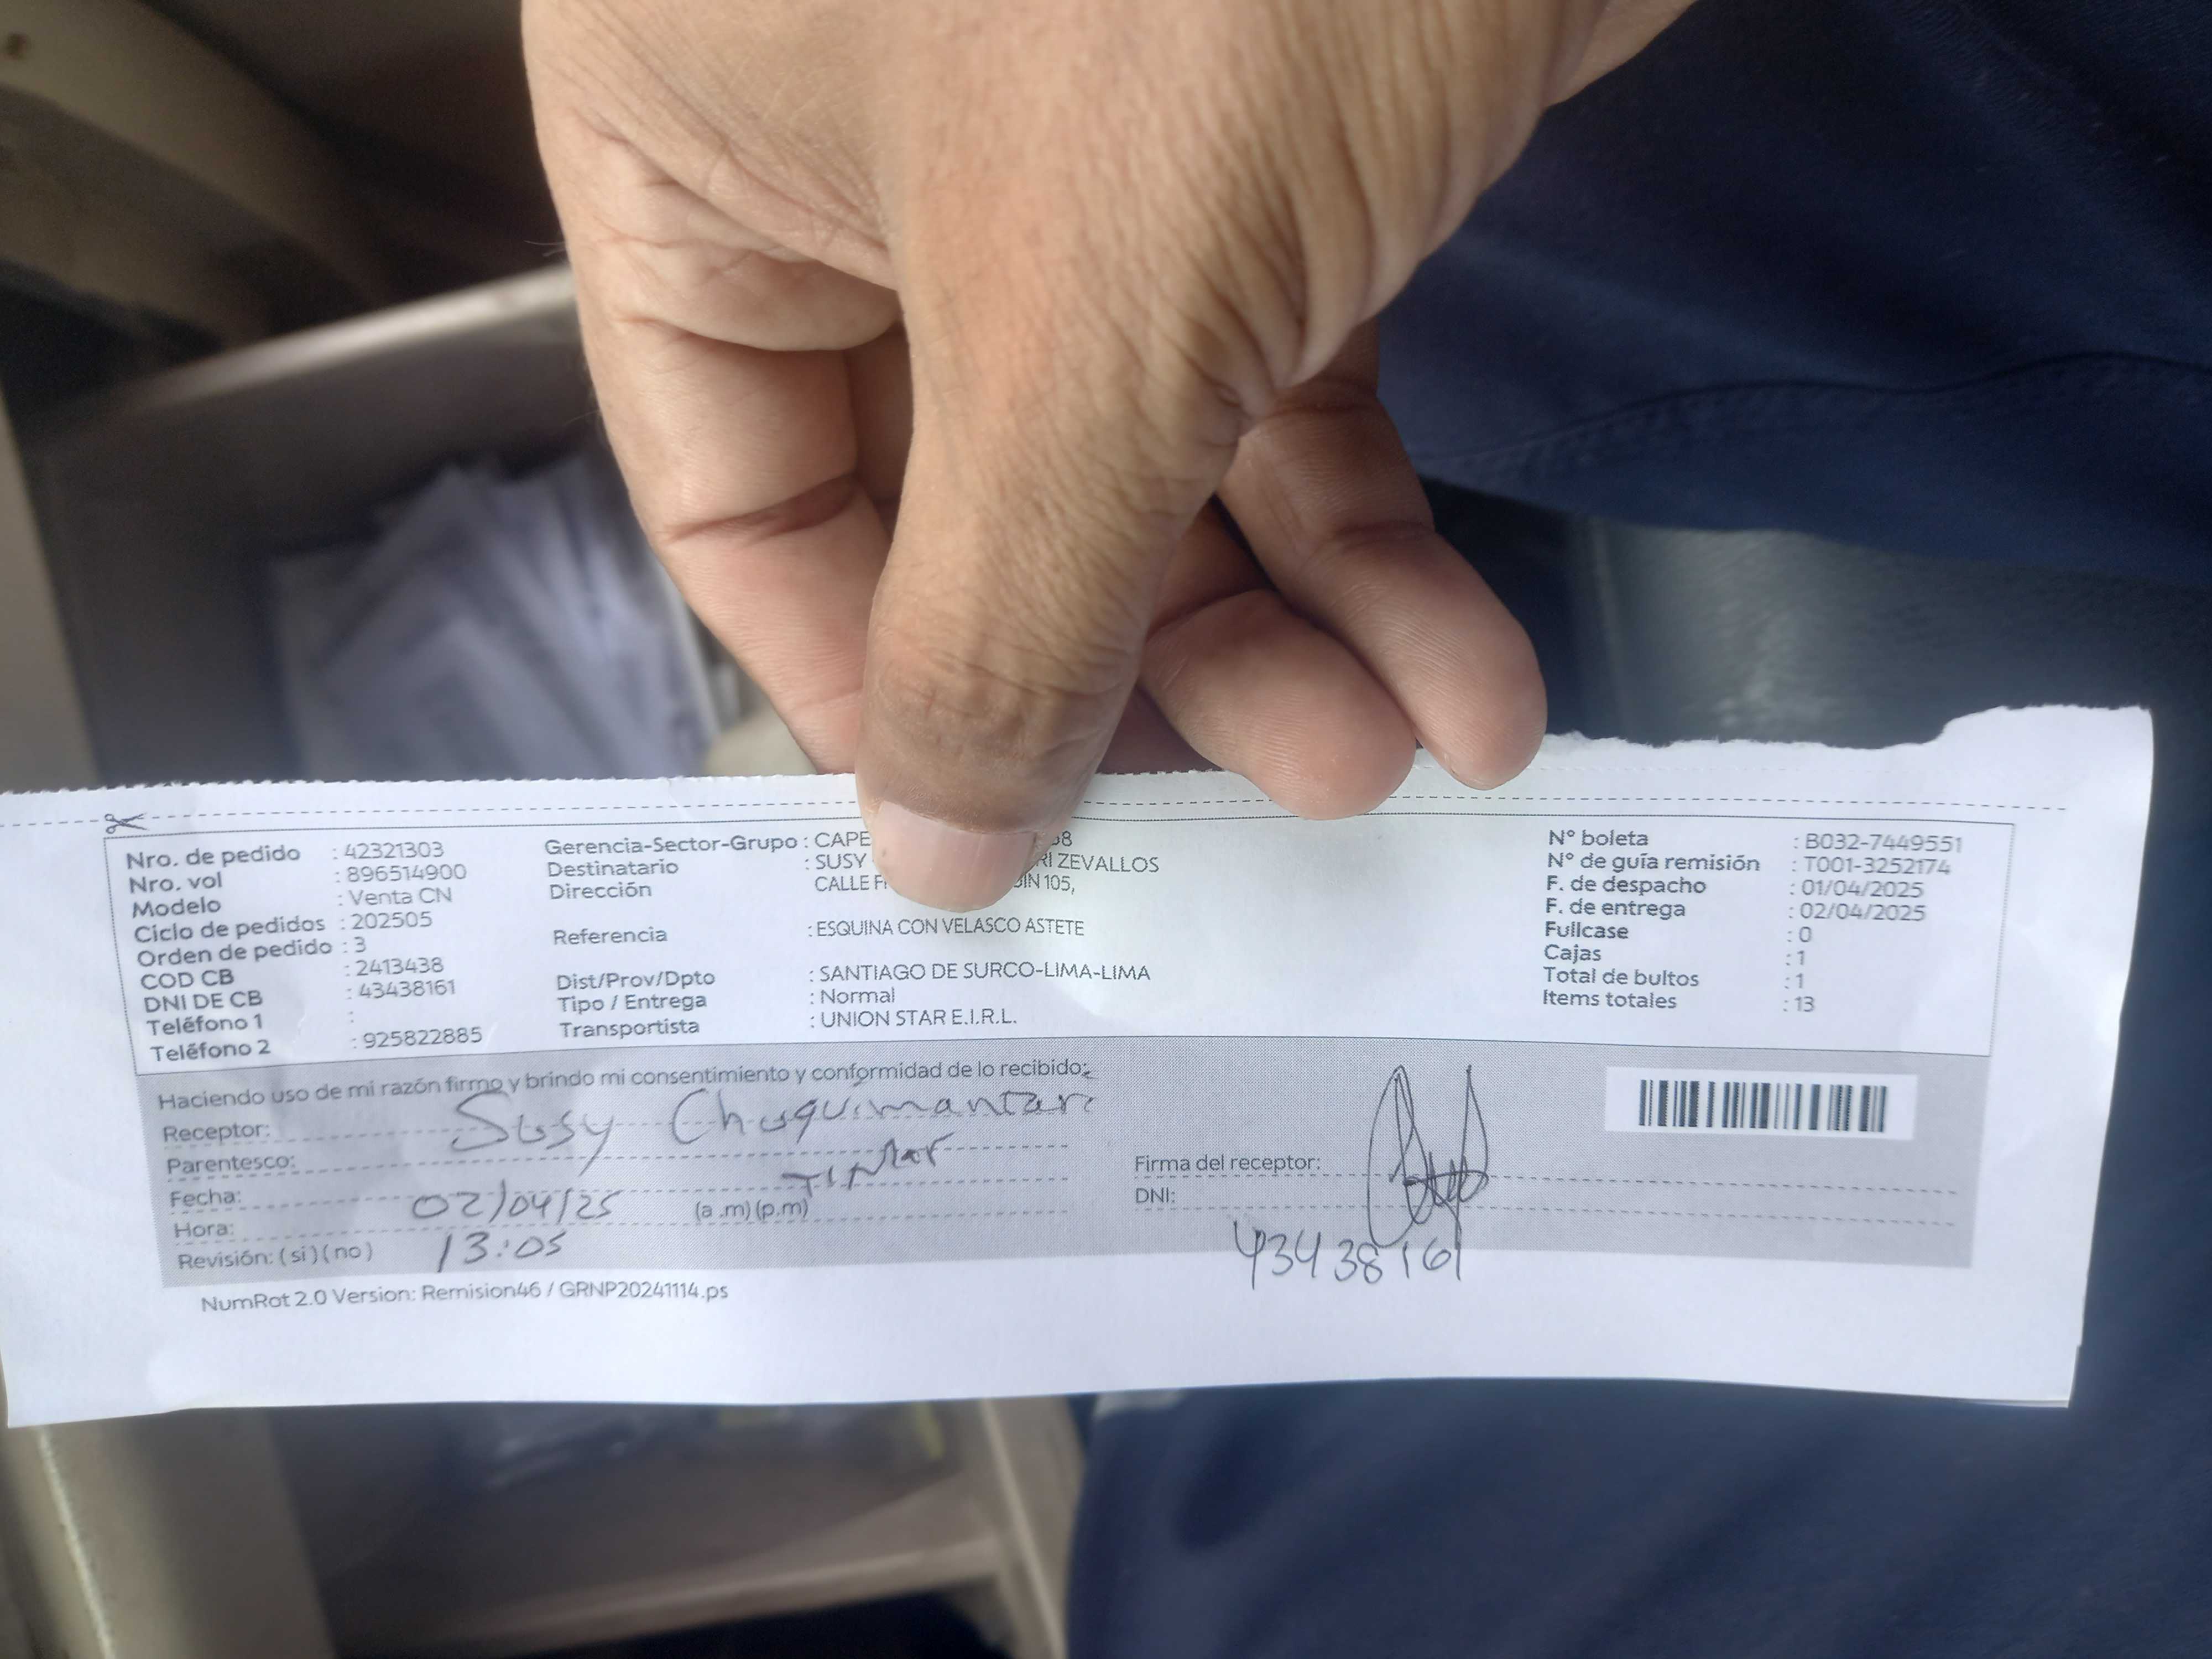 Nro. de pedido : 42321303
Nro. vol : 896514900
Modelo : Venta CN
Ciclo de pedidos : 202505
Orden de pedido : 3
COD CB : 2413438
DNI DE CB : 43438161
Teléfono 1 :
Teléfono 2 : 925822885
Gerencia-Sector-Grupo : CAPE
Destinatario : SUSY ZEVALLOS
Dirección CALLE 105,
Referencia : ESQUINA CON VELASCO ASTETE
Dist/Prov/Dpto : SANTIAGO DE SURCO-LIMA-LIMA
Tipo / Entrega : Normal
Transportista : UNION STAR E.I.R.L.
N° boleta : B032-7449551
N° de guía remisión : T001-3252174
F. de despacho : 01/04/2025
F. de entrega : 02/04/2025
Fullcase : 0
Cajas : 1
Total de bultos : 1
Items totales : 13
Haciendo uso de mi razón firmo y brindo mi consentimiento y conformidad de lo recibido:
Receptor: Susy Chuquimantari
Parentesco:
Fecha: 02/04/25 (a .m) (p.m)
Hora: 13:05
Revisión: (si) (no)
Firma del receptor:
DNI: 43438161
NumRot 2.0 Version: Remision46 / GRNP20241114.ps